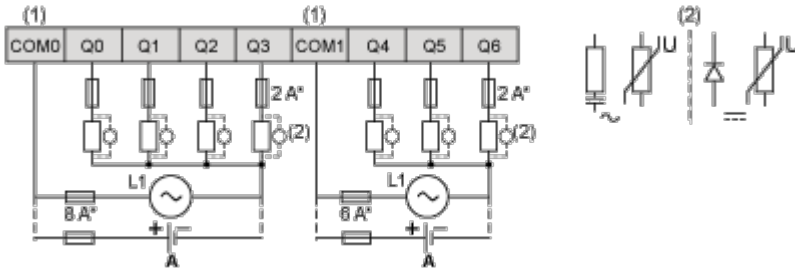 (1) (1) (2)
COM0 Q0 Q1 Q2 Q3 COM1 Q4 Q5 Q6
U U
2 A* 2 A*
(2) (2)
L1 L1
8 A* 6 A*
+ − + −
A A